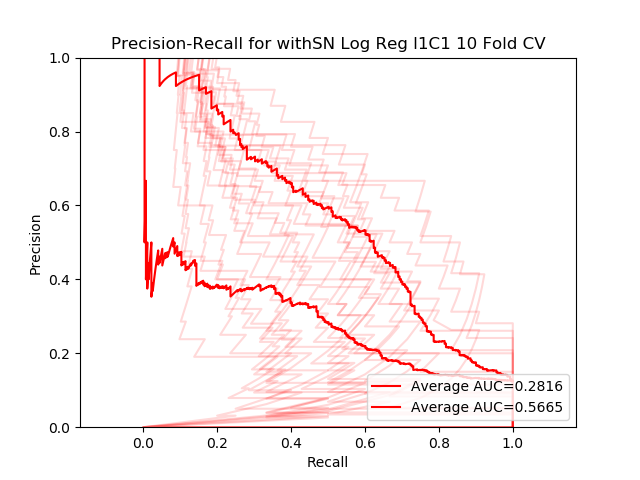 Precision-Recall for withSN Log Reg l1C1 10 Fold CV
1.0
0.8
0.6
0.4
0.2
0.0
Precision
Average AUC=0.2816
Average AUC=0.5665
0.0 0.2 0.4 0.6 0.8 1.0
Recall